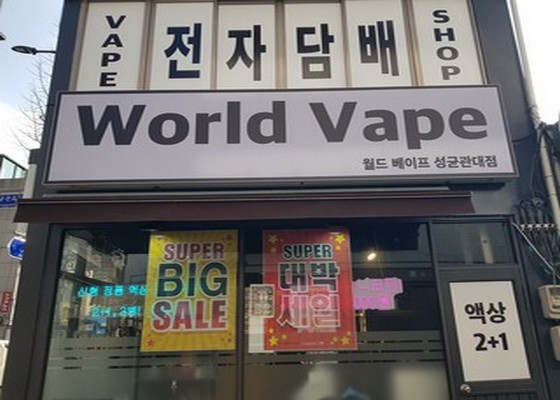 VAPE
전자담배
SHOP
World Vape
월드 베이프 성균관대점
SUPER
BIG
SALE
SUPER
대박
세일
액상
2+1